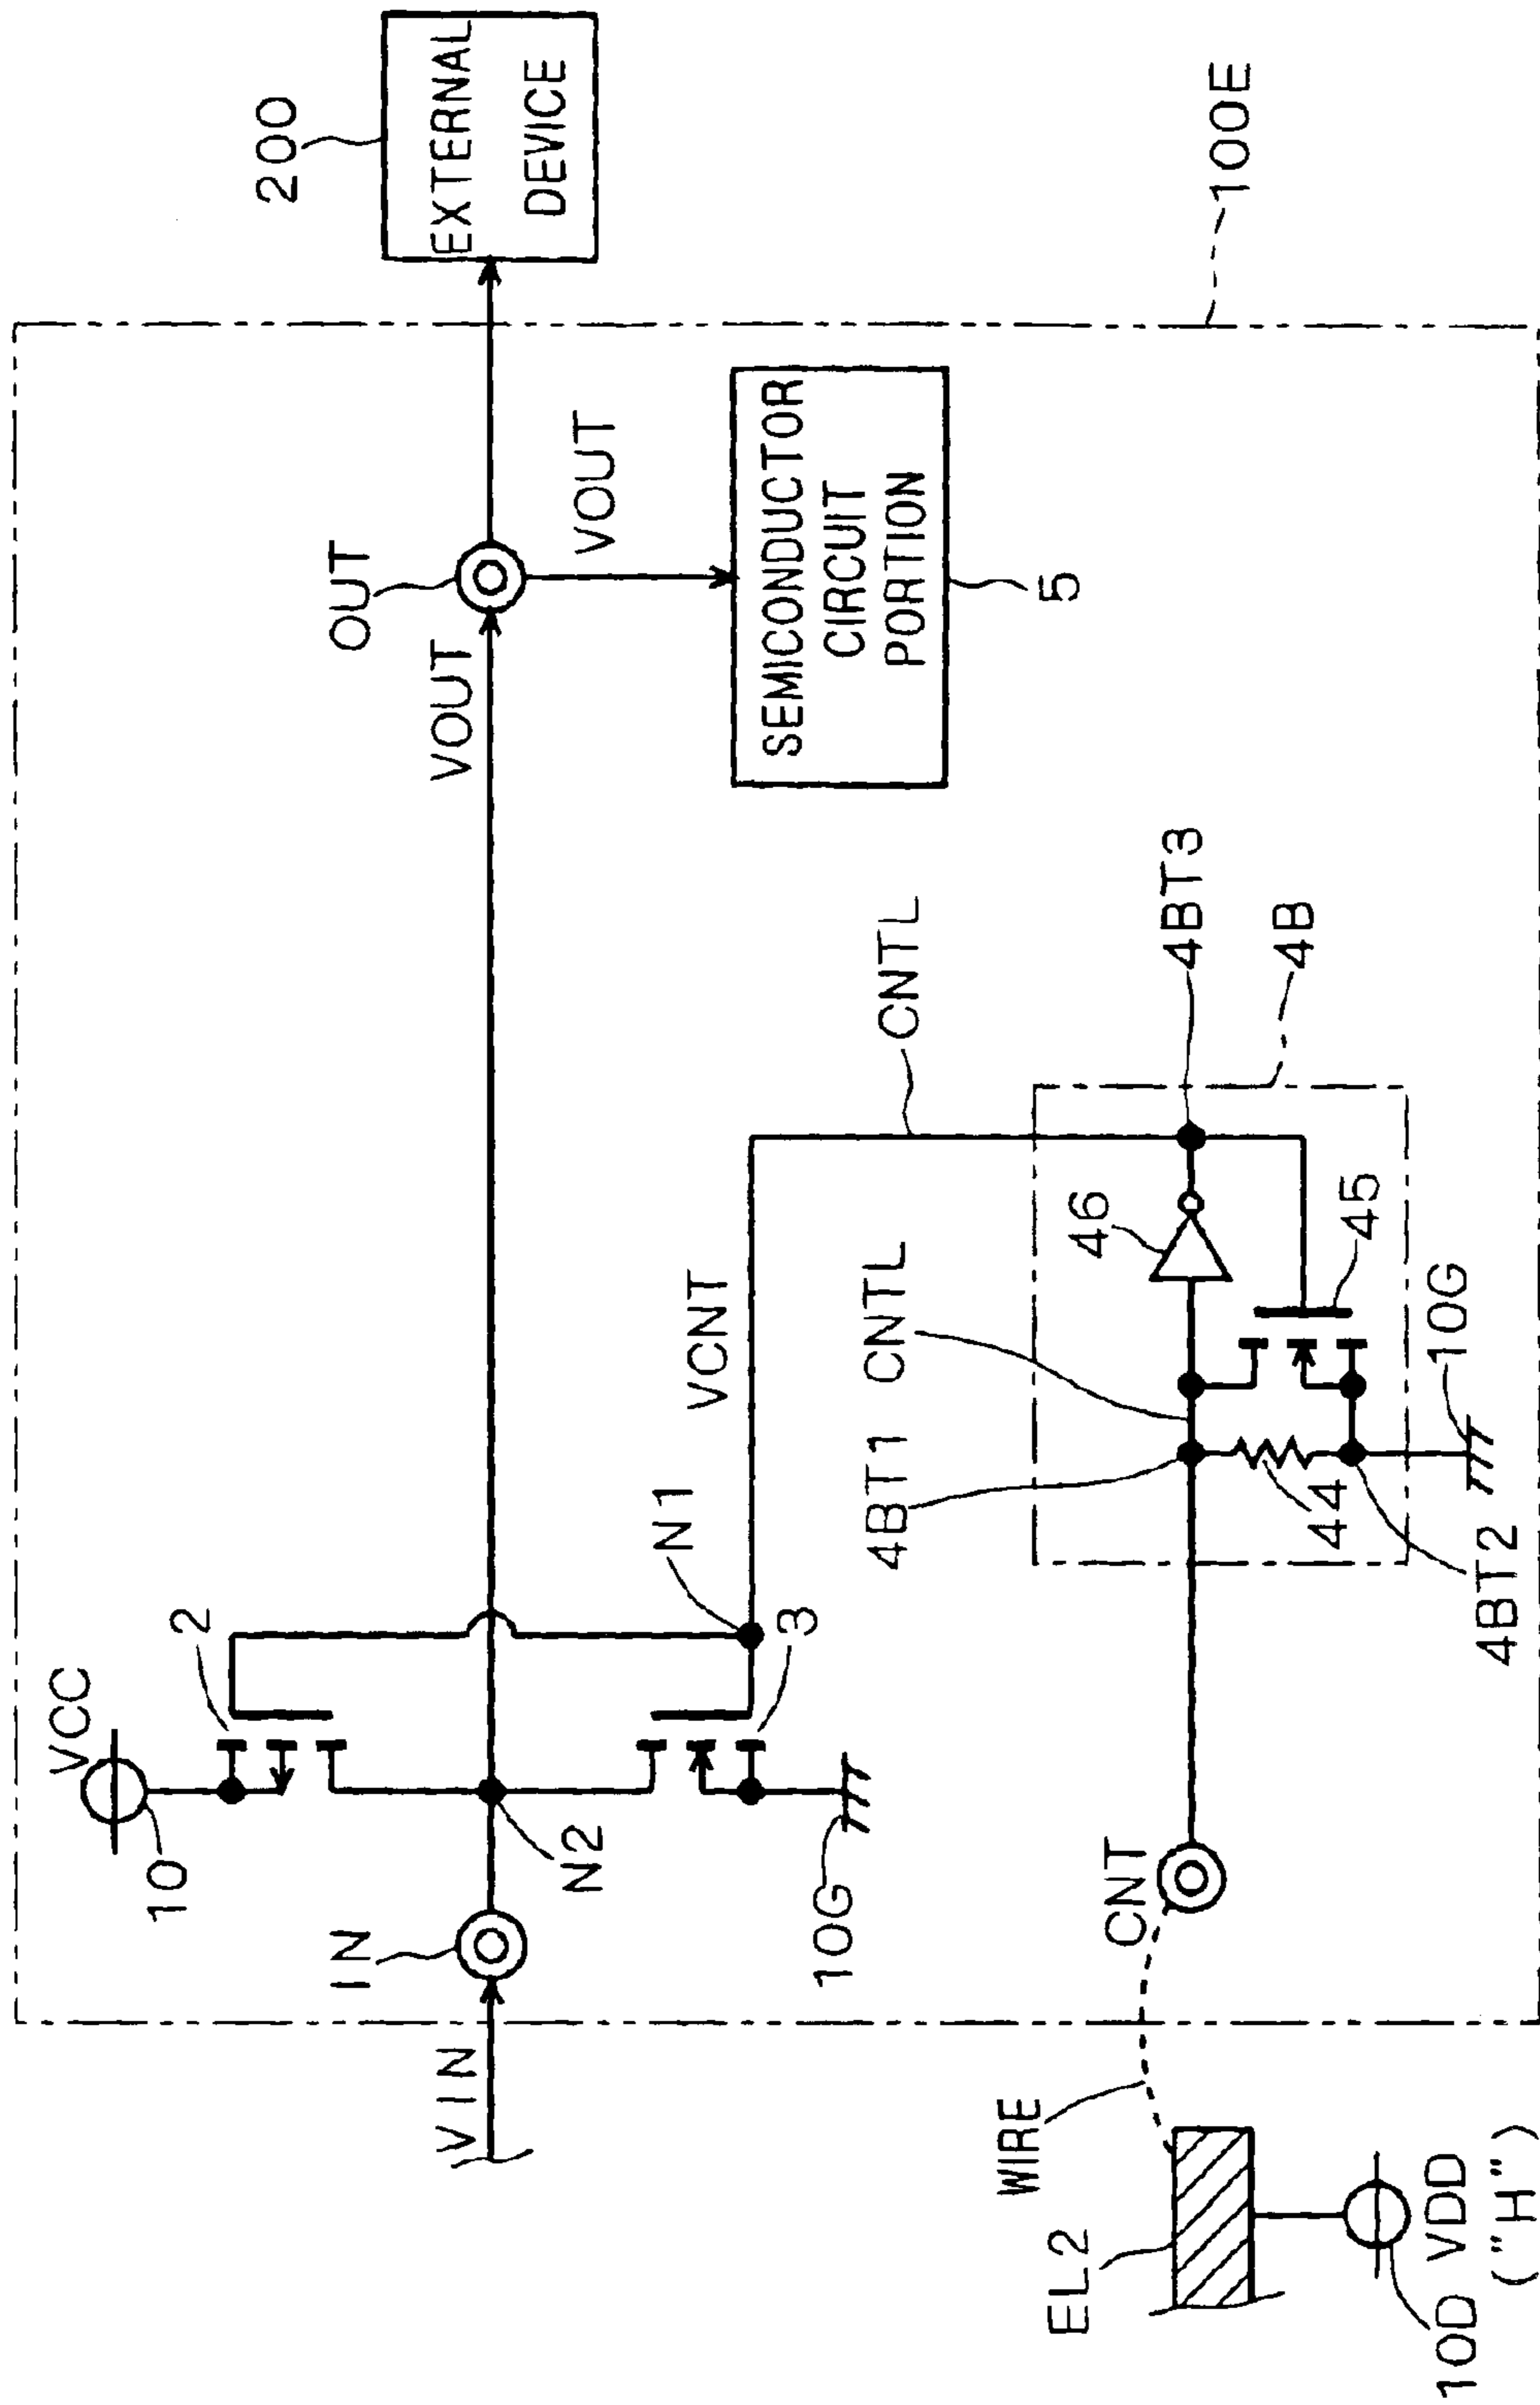 200
EXTERNAL
DEVICE
100E
OUT
VOUT
VOUT
SEMICONDUCTOR
CIRCUIT
PORTION
5
VCC
10
2
N1
3
N2
IN
VIN
10G
VCNT
CNTL
4BT3
4B
46
45
CNTL
4BT1
44
10G
4BT2
CNT
WIRE
EL2
10D
VDD
("H")